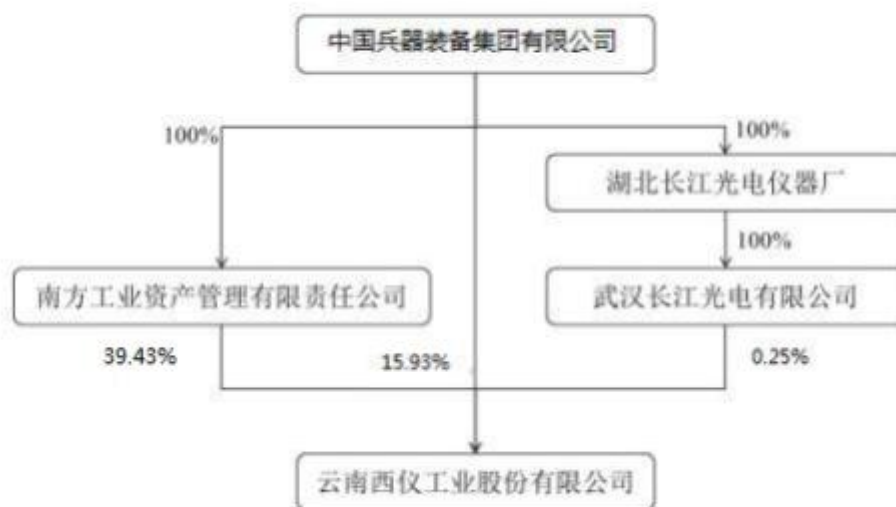 中国兵器装备集团有限公司
100%
100%
湖北长江光电仪器厂
100%
南方工业资产管理有限责任公司
武汉长江光电有限公司
39.43%
15.93%
0.25%
云南西仪工业股份有限公司